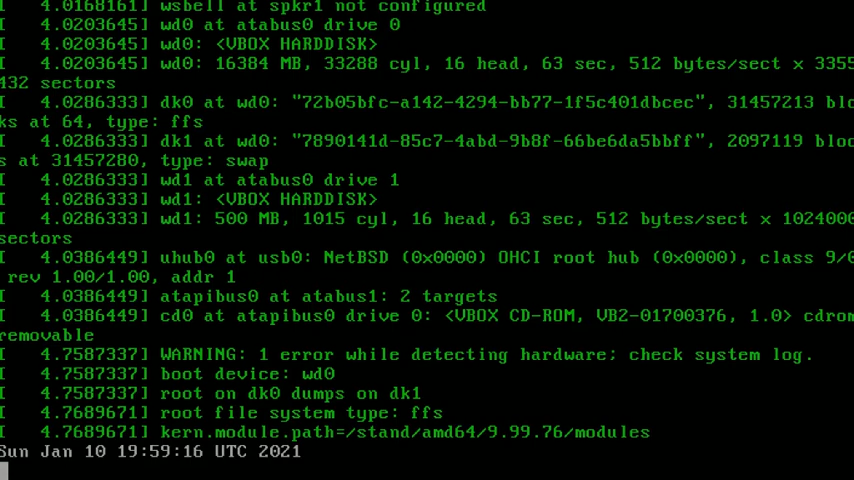 [   4.0168161] wsbell at spkr1 not configured
[   4.0203645] wd0 at atabus0 drive 0
[   4.0203645] wd0: <VBOX HARDDISK>
[   4.0203645] wd0: 16384 MB, 33288 cyl, 16 head, 63 sec, 512 bytes/sect x 3355
432 sectors
[   4.0286333] dk0 at wd0: "72b05bfc-a142-4294-bb77-1f5c401dbcec", 31457213 blo
ks at 64, type: ffs
[   4.0286333] dk1 at wd0: "7890141d-85c7-4abd-9b8f-66be6da5bbff", 2097119 bloc
s at 31457280, type: swap
[   4.0286333] wd1 at atabus0 drive 1
[   4.0286333] wd1: <VBOX HARDDISK>
[   4.0286333] wd1: 500 MB, 1015 cyl, 16 head, 63 sec, 512 bytes/sect x 1024000
sectors
[   4.0386449] uhub0 at usb0: NetBSD (0x0000) OHCI root hub (0x0000), class 9/0
rev 1.00/1.00, addr 1
[   4.0386449] atapibus0 at atabus1: 2 targets
[   4.0386449] cd0 at atapibus0 drive 0: <VBOX CD-ROM, VB2-01700376, 1.0> cdrom
removable
[   4.7587337] WARNING: 1 error while detecting hardware; check system log.
[   4.7587337] boot device: wd0
[   4.7587337] root on dk0 dumps on dk1
[   4.7689671] root file system type: ffs
[   4.7689671] kern.module.path=/stand/amd64/9.99.76/modules
Sun Jan 10 19:59:16 UTC 2021